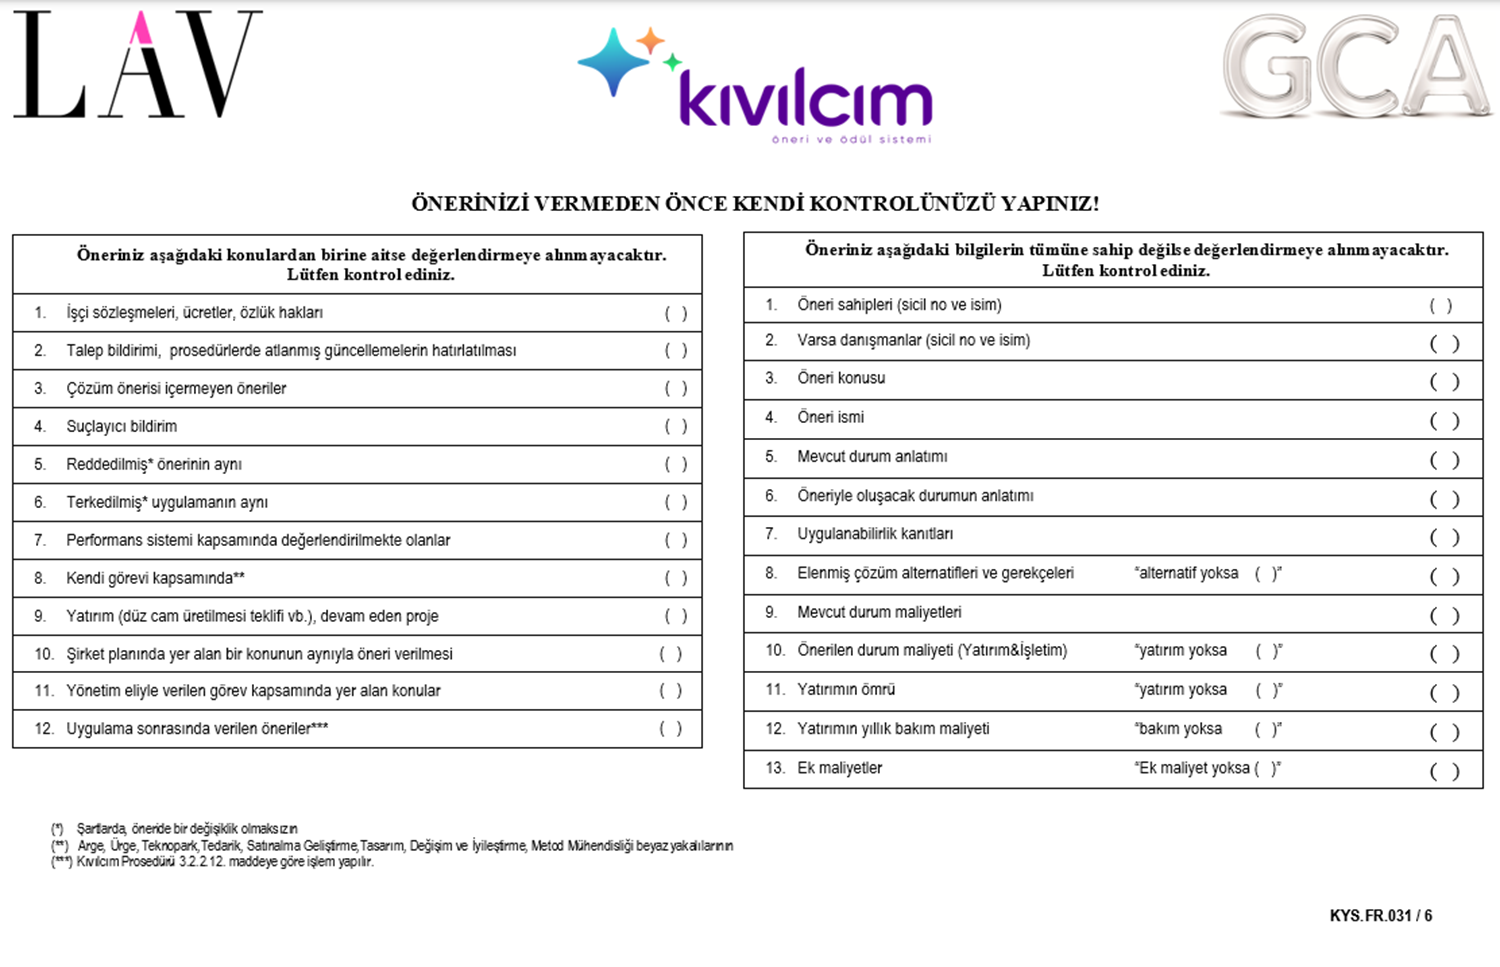 LAV
kıvılcım
öneri ve ödül sistemi
GCA
ÖNERİNİZİ VERMEDEN ÖNCE KENDİ KONTROLÜNÜZÜ YAPINIZ!
Öneriniz aşağıdaki konulardan birine aitse değerlendirmeye alınmayacaktır.
Lütfen kontrol ediniz.
1. İşçi sözleşmeleri, ücretler, özlük hakları ( )
2. Talep bildirimi, prosedürlerde atlanmış güncellemelerin hatırlatılması ( )
3. Çözüm önerisi içermeyen öneriler ( )
4. Suçlayıcı bildirim ( )
5. Reddedilmiş* önerinin aynı ( )
6. Terkedilmiş* uygulamanın aynı ( )
7. Performans sistemi kapsamında değerlendirilmekte olanlar ( )
8. Kendi görevi kapsamında** ( )
9. Yatırım (düz cam üretilmesi teklifi vb.), devam eden proje ( )
10. Şirket planında yer alan bir konunun aynıyla öneri verilmesi ( )
11. Yönetim eliyle verilen görev kapsamında yer alan konular ( )
12. Uygulama sonrasında verilen öneriler*** ( )
Öneriniz aşağıdaki bilgilerin tümüne sahip değilse değerlendirmeye alınmayacaktır.
Lütfen kontrol ediniz.
1. Öneri sahipleri (sicil no ve isim) ( )
2. Varsa danışmanlar (sicil no ve isim) ( )
3. Öneri konusu ( )
4. Öneri ismi ( )
5. Mevcut durum anlatımı ( )
6. Öneriyle oluşacak durumun anlatımı ( )
7. Uygulanabilirlik kanıtları ( )
8. Elenmiş çözüm alternatifleri ve gerekçeleri “alternatif yoksa ( )” ( )
9. Mevcut durum maliyetleri ( )
10. Önerilen durum maliyeti (Yatırım&İşletim) “yatırım yoksa ( )” ( )
11. Yatırımın ömrü “yatırım yoksa ( )” ( )
12. Yatırımın yıllık bakım maliyeti “bakım yoksa ( )” ( )
13. Ek maliyetler “Ek maliyet yoksa ( )” ( )
(*) Şartlarda, öneride bir değişiklik olmaksızın
(**) Arge, Ürge, Teknopark,Tedarik, Satınalma Geliştirme,Tasarım, Değişim ve İyileştirme, Metod Mühendisliği beyaz yakalılarının
(***) Kıvılcım Prosedürü 3.2.2.12. maddeye göre işlem yapılır.
KYS.FR.031 / 6